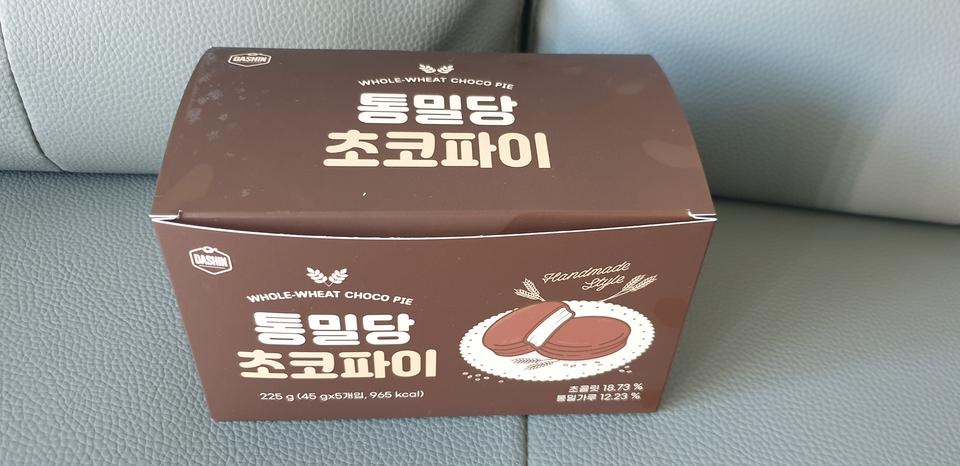 DASHIN
WHOLE-WHEAT CHOCO PIE
통밀당
초코파이
DASHIN
WHOLE-WHEAT CHOCO PIE
통밀당
초코파이
225 g (45 gx5개입, 965 kcal)
Handmade
Style
초콜릿 18.73 %
통밀가루 12.23 %